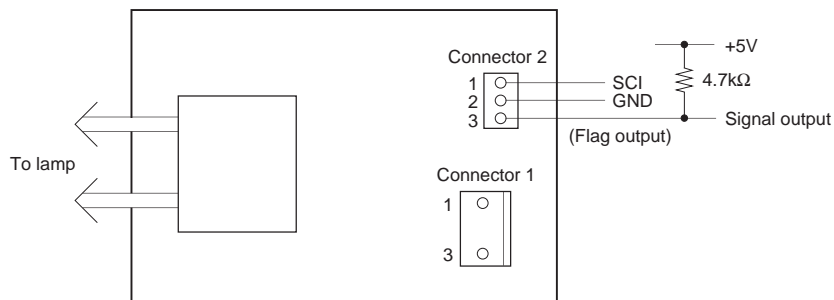 Connector 2
+5V
1
SCI
4.7kΩ
2
GND
3
(Flag output)
Signal output
To lamp
Connector 1
1
3